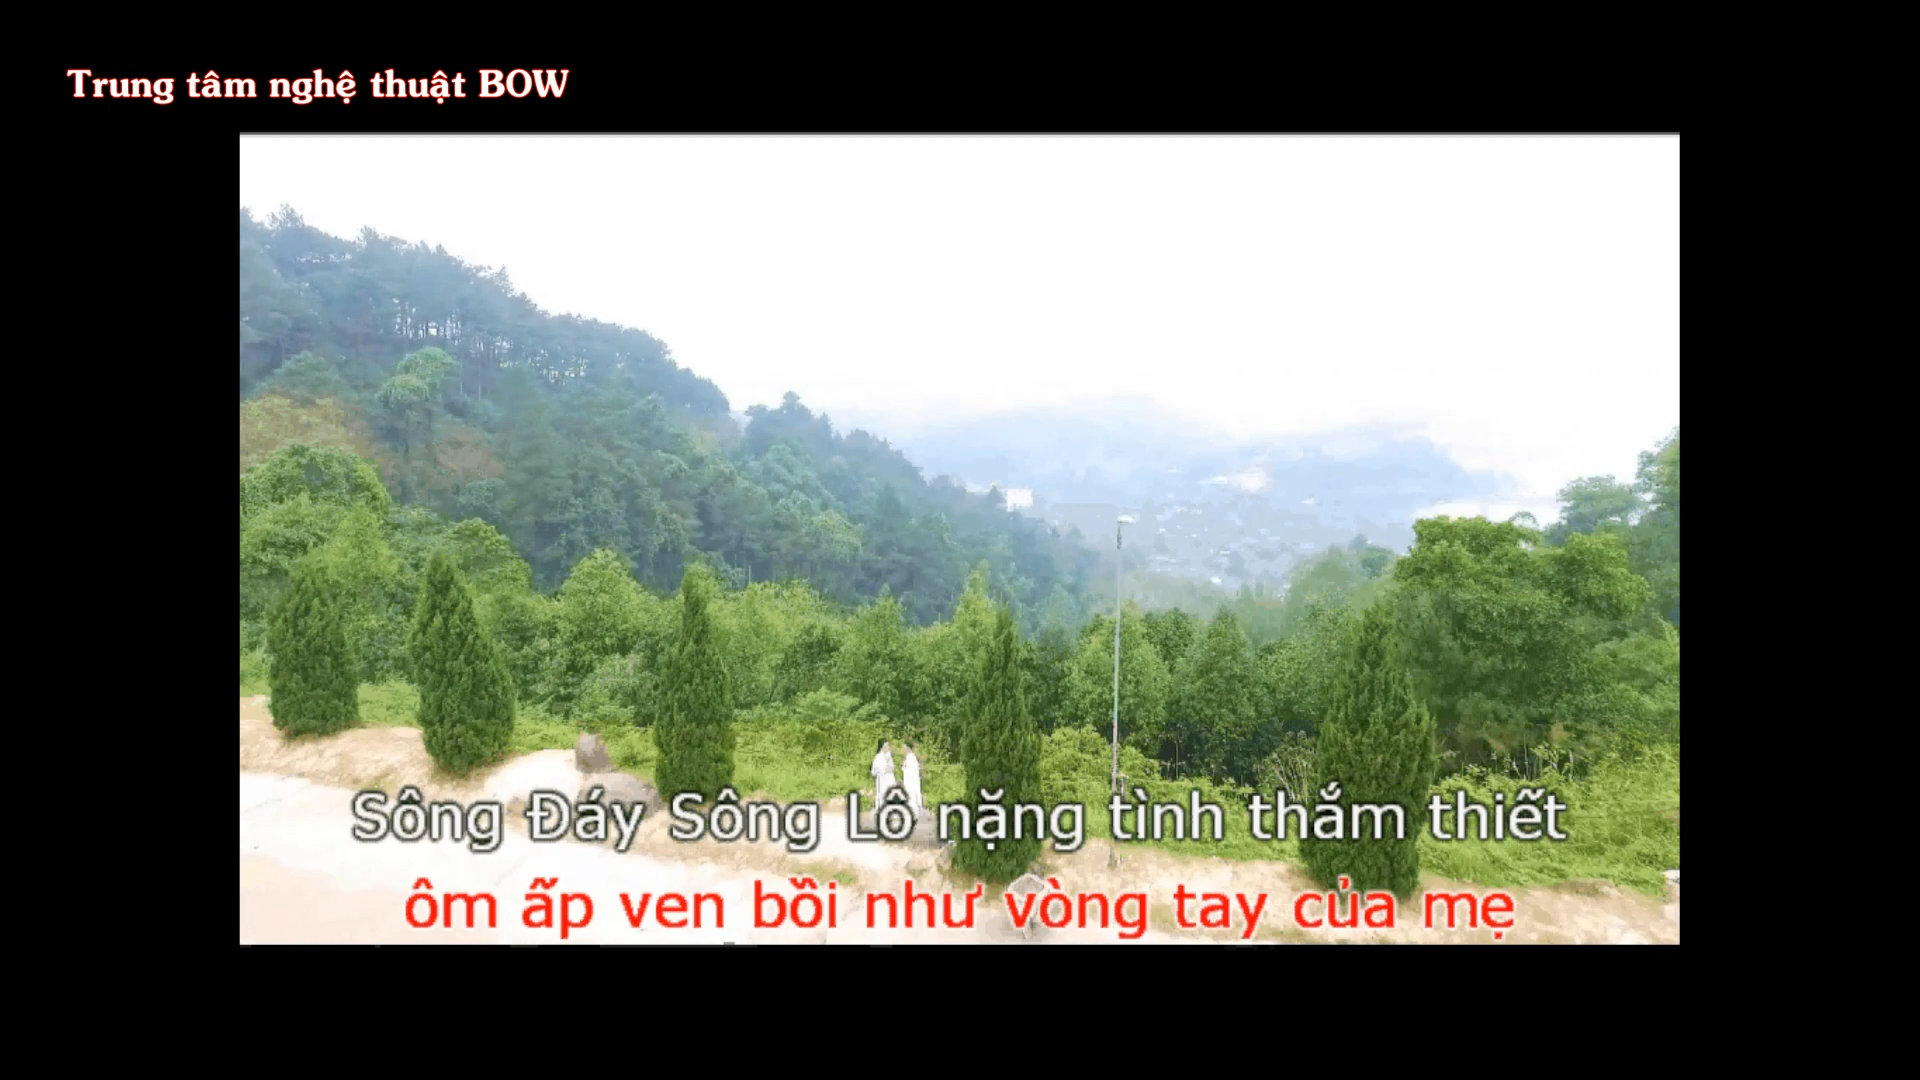 Trung tâm nghệ thuật BOW
Sông Đáy Sông Lô nặng tình thắm thiết
ôm ấp ven bồi như vòng tay của mẹ